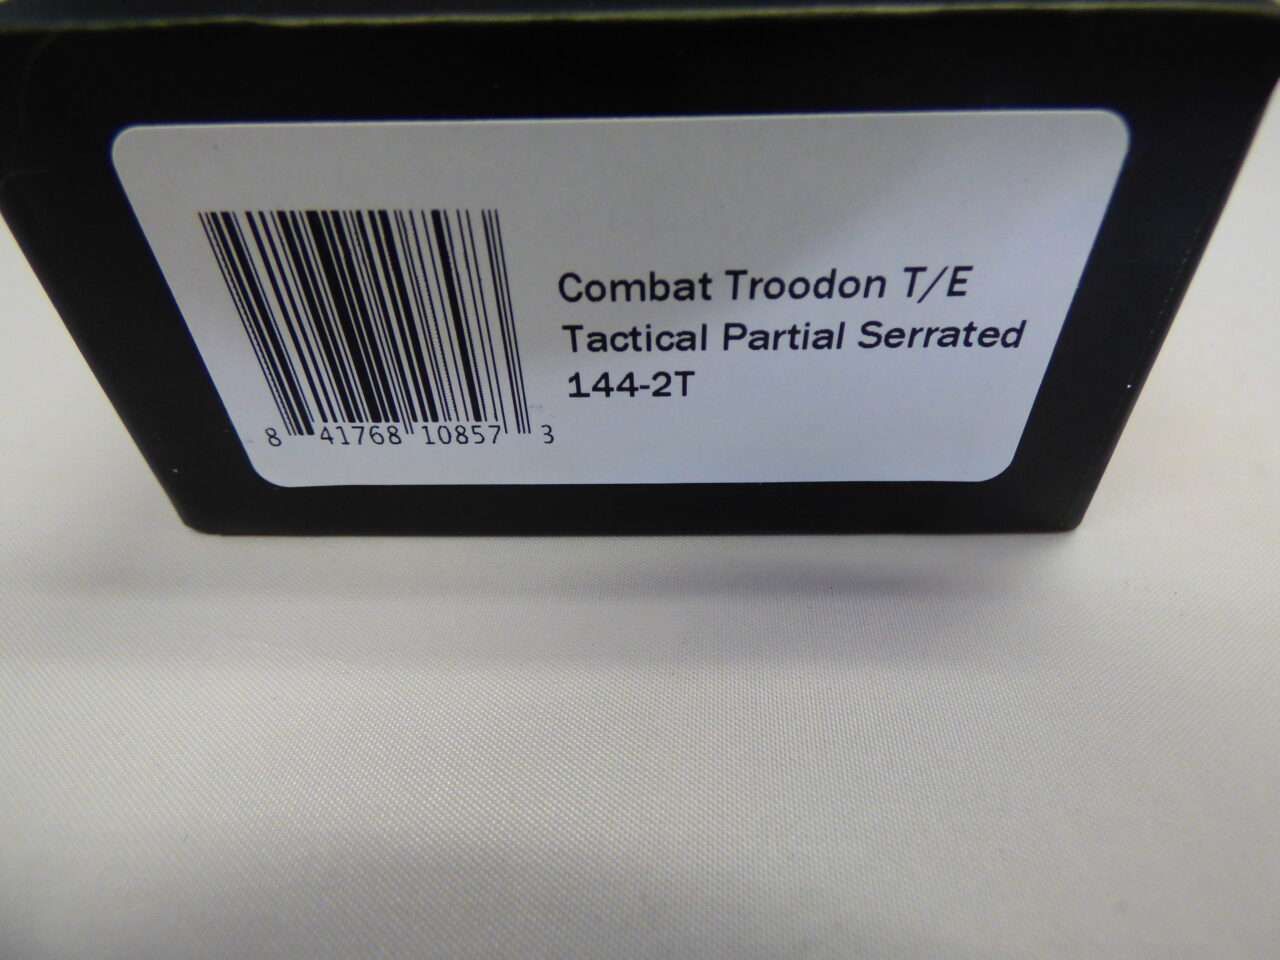 Combat Troodon T/E
Tactical Partial Serrated
144-2T
8 41768 10857 3